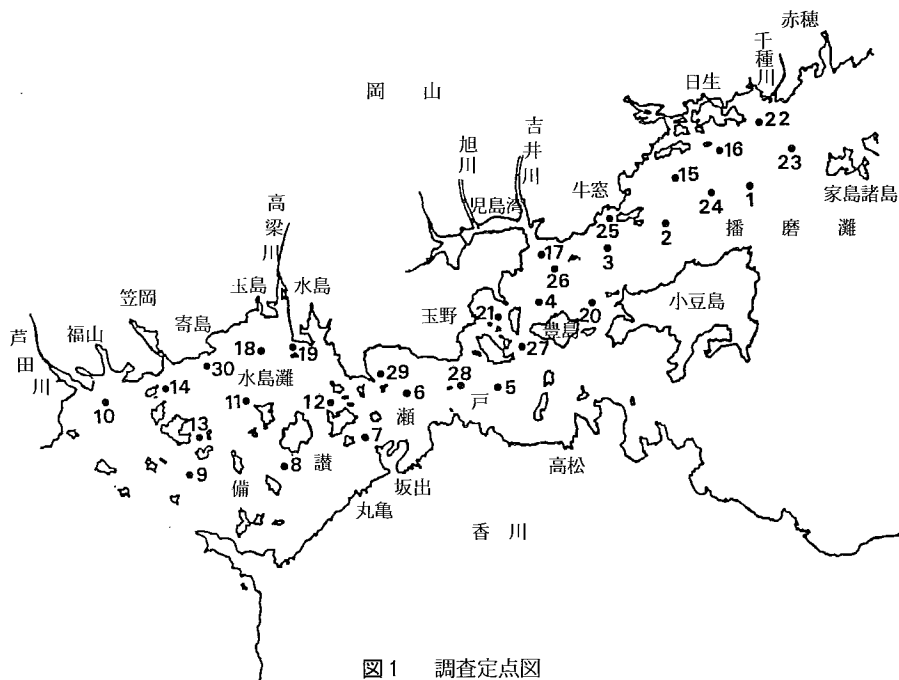 赤穂
千種川
日生
岡 山
22
16
23
吉井川
旭川
15
家島諸島
牛窓
24
1
児島湾
高梁川
25
2
播 磨 灘
3
17
26
玉島
水島
小豆島
笠岡
4
20
玉野
21
豊島
寄島
福山
芦田川
18
19
27
水島灘
30
29
28
5
14
6
戸
10
11
12
瀬
13
7
讃
8
高松
9
備
坂出
丸亀
香 川
図1 調査定点図